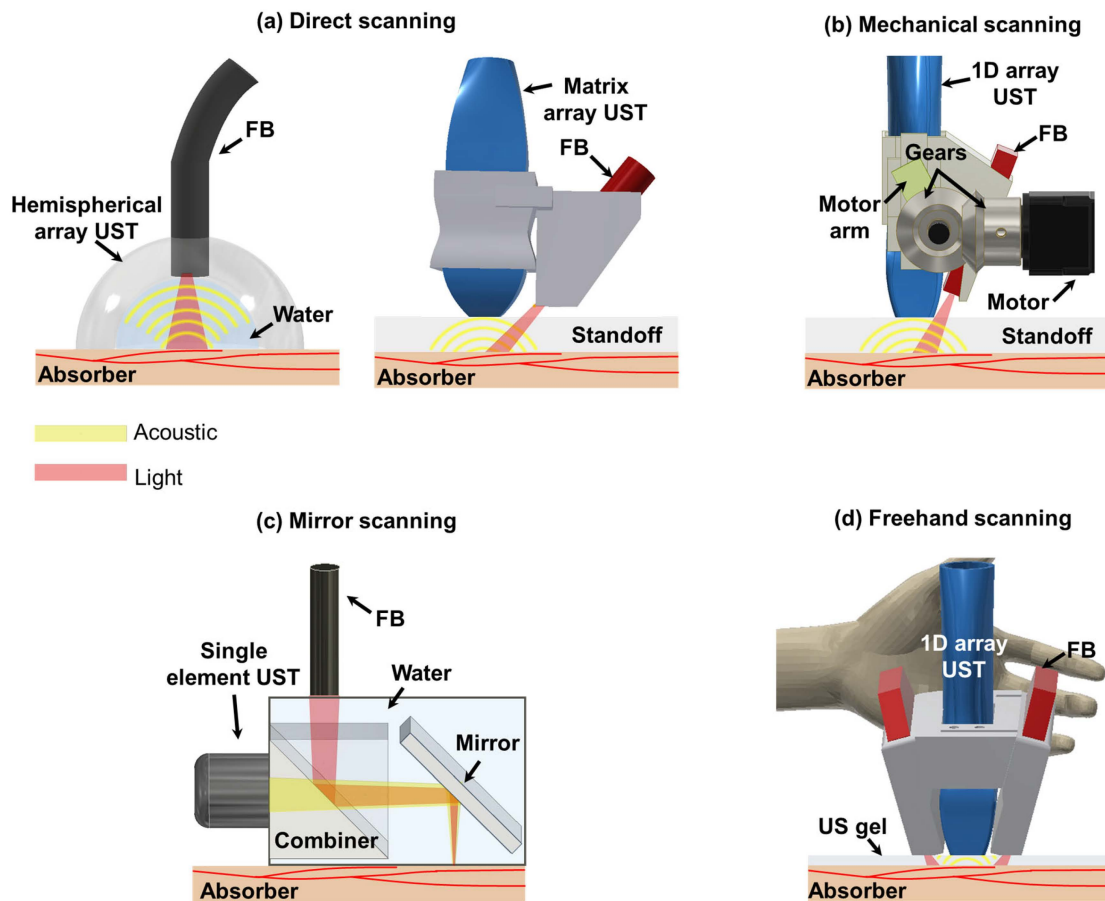 (a) Direct scanning
FB
Hemispherical
array UST
Water
Absorber
Matrix
array UST
FB
Standoff
Absorber
(b) Mechanical scanning
1D array
UST
FB
Gears
Motor
arm
Motor
Standoff
Absorber
Acoustic
Light
(c) Mirror scanning
FB
Single
element UST
Water
Mirror
Combiner
Absorber
(d) Freehand scanning
1D array
UST
FB
US gel
Absorber